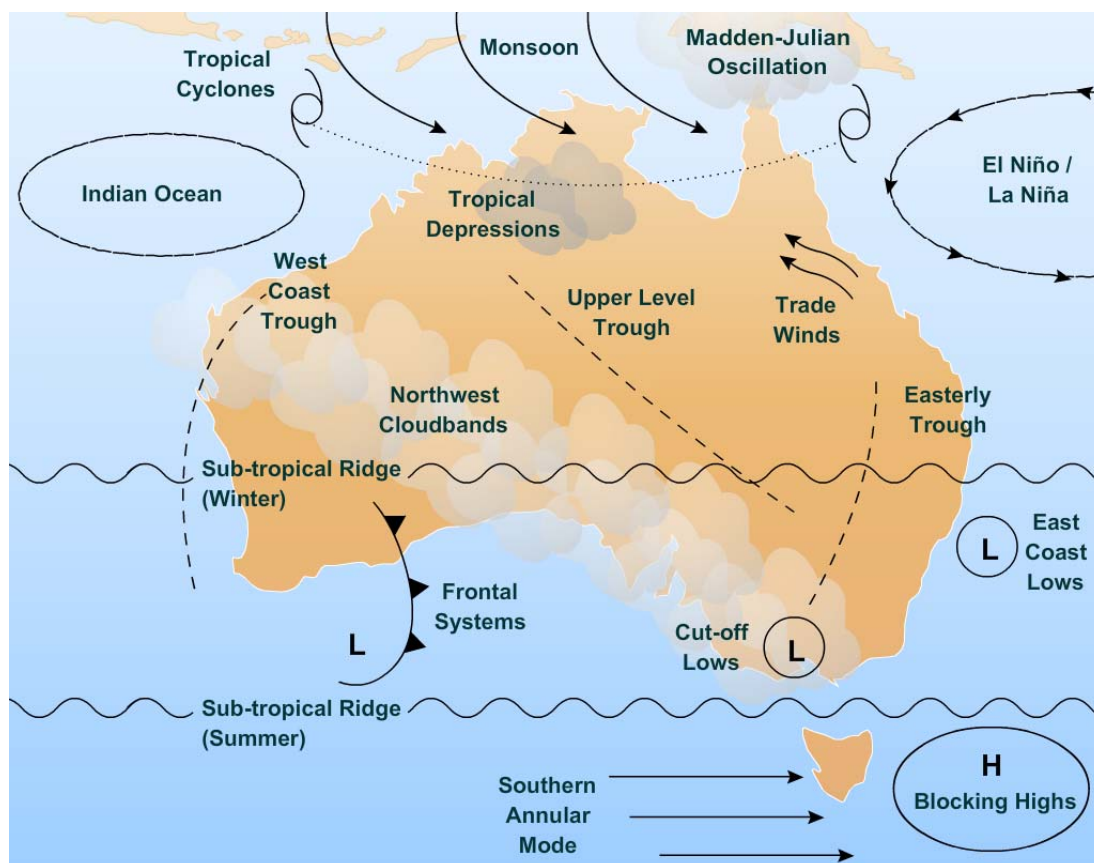 Tropical
Cyclones
Monsoon
Madden-Julian
Oscillation
Indian Ocean
El Niño /
La Niña
Tropical
Depressions
West
Coast
Trough
Upper Level
Trough
Trade
Winds
Northwest
Cloudbands
Easterly
Trough
Sub-tropical Ridge
(Winter)
L
East
Coast
Lows
Frontal
Systems
L
Cut-off
Lows
L
Sub-tropical Ridge
(Summer)
Southern
Annular
Mode
H
Blocking Highs